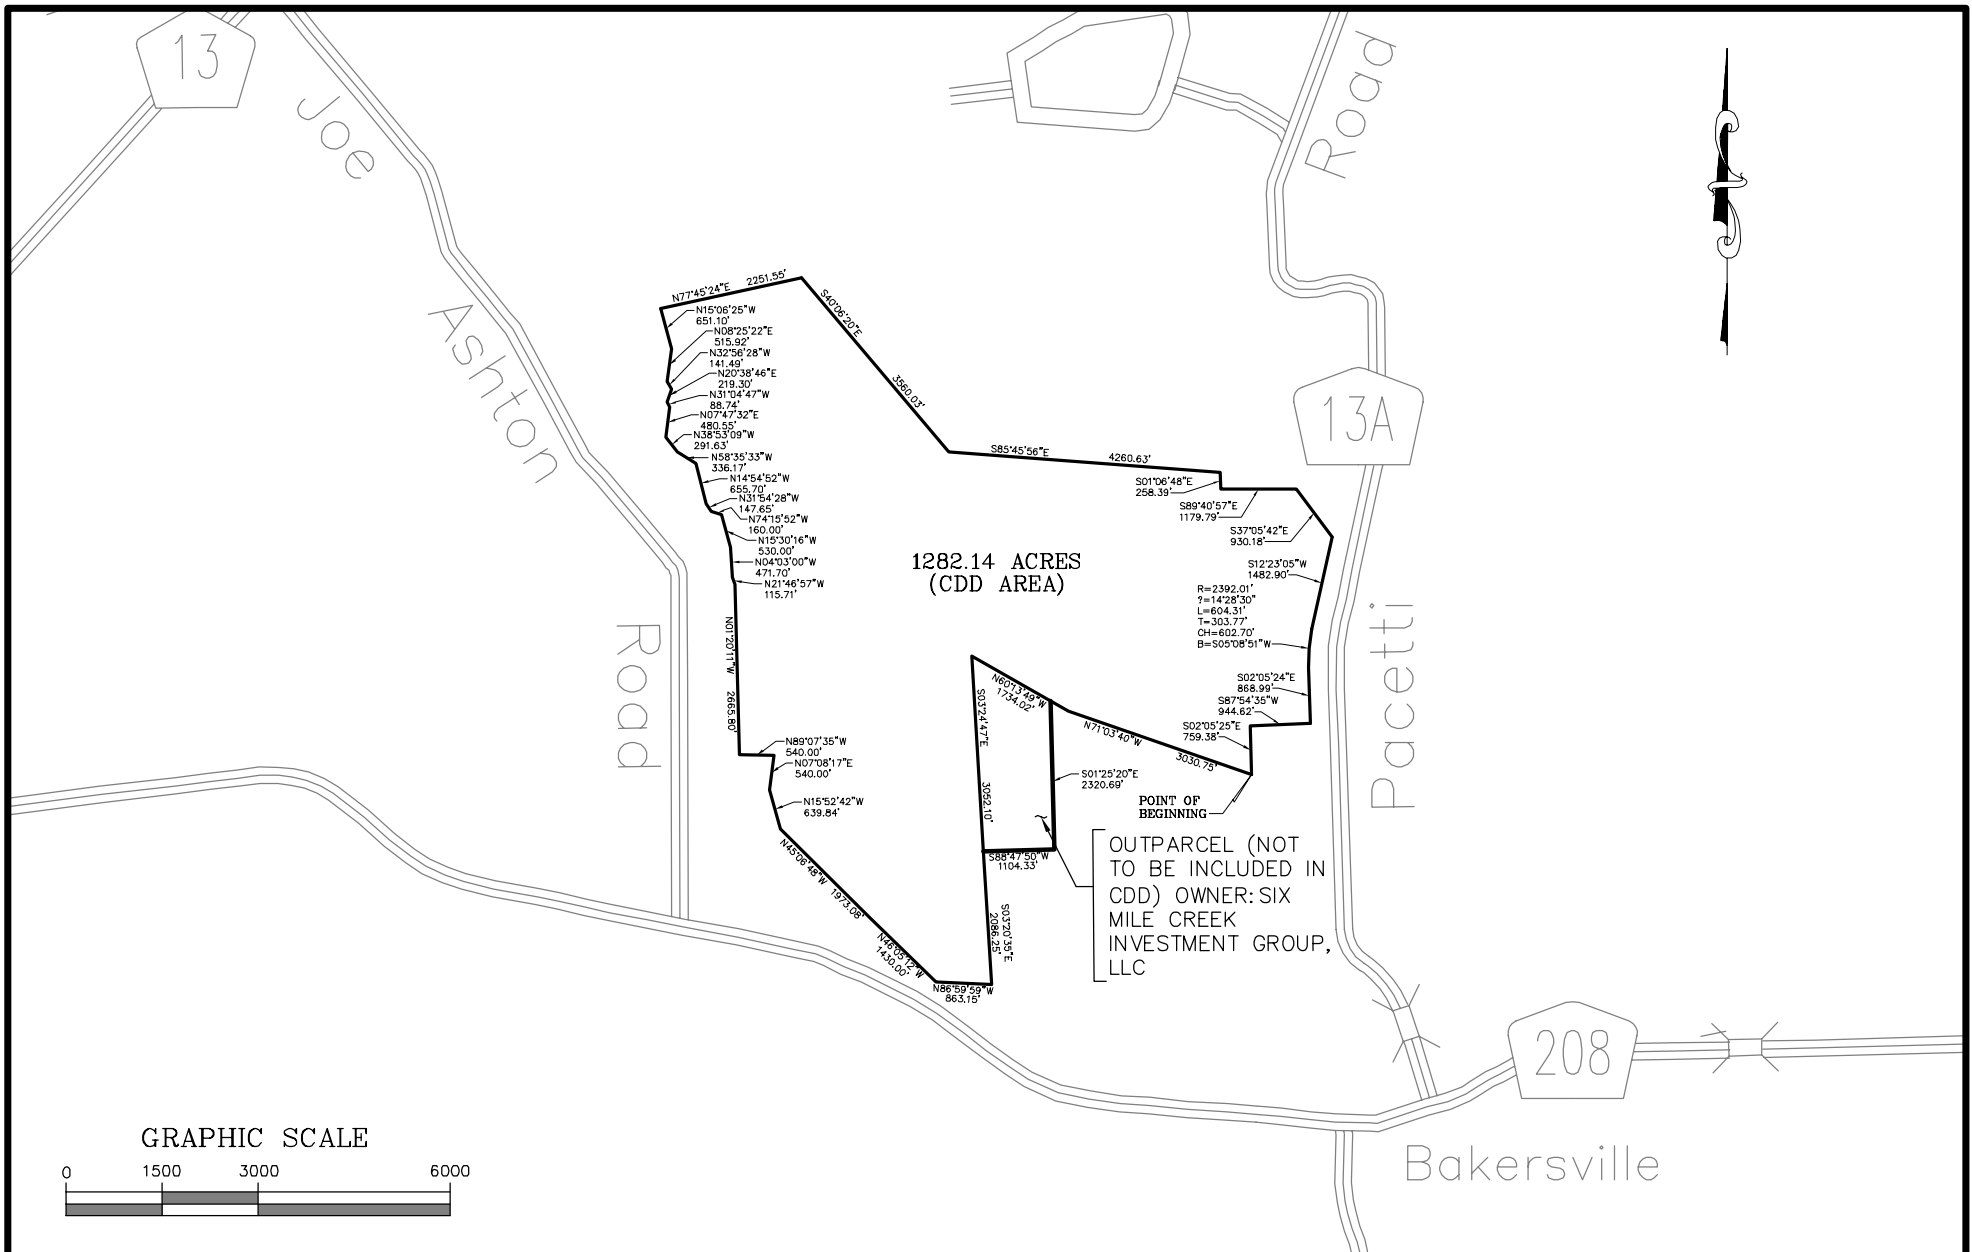 13
Joe
Ashton
Road
Road
13A
Pacetti
208
Bakersville
N77°45'24"E 2251.55'
N15°06'25"W
651.10'
N08°25'22"E
515.92'
N32°56'28"W
141.49'
N20°38'46"E
219.30'
N31°04'47"W
88.74'
N07°47'32"E
480.55'
N38°53'09"W
291.63'
N58°35'33"W
336.17'
N14°54'52"W
655.70'
N31°54'28"W
147.65'
N74°15'52"W
160.00'
N15°30'16"W
530.00'
N04°03'00"W
471.70'
N21°46'57"W
115.71'
N01°20'11"W 2665.80'
N89°07'35"W
540.00'
N07°08'17"E
540.00'
N15°52'42"W
639.84'
N45°06'48"W 1973.08'
N46°05'12"W
1430.00'
N86°59'59"W
863.15'
S03°20'35"E
2086.25'
S88°47'50"W
1104.33'
S03°24'47"E 3052.10'
S01°25'20"E
2320.69'
N60°13'49"W
1734.02'
N71°03'40"W 3030.75'
S40°06'20"E 3560.03'
S85°45'56"E 4260.63'
S01°06'48"E
258.39'
S89°40'57"E
1179.79'
S37°05'42"E
930.18'
S12°23'05"W
1482.90'
R=2392.01'
?=14°28'30"
L=604.31'
T=303.77'
CH=602.70'
B=S05°08'51"W
S02°05'24"E
868.99'
S87°54'35"W
944.62'
S02°05'25"E
759.38'
1282.14 ACRES
(CDD AREA)
POINT OF
BEGINNING
OUTPARCEL (NOT
TO BE INCLUDED IN
CDD) OWNER: SIX
MILE CREEK
INVESTMENT GROUP,
LLC
GRAPHIC SCALE
0 1500 3000 6000